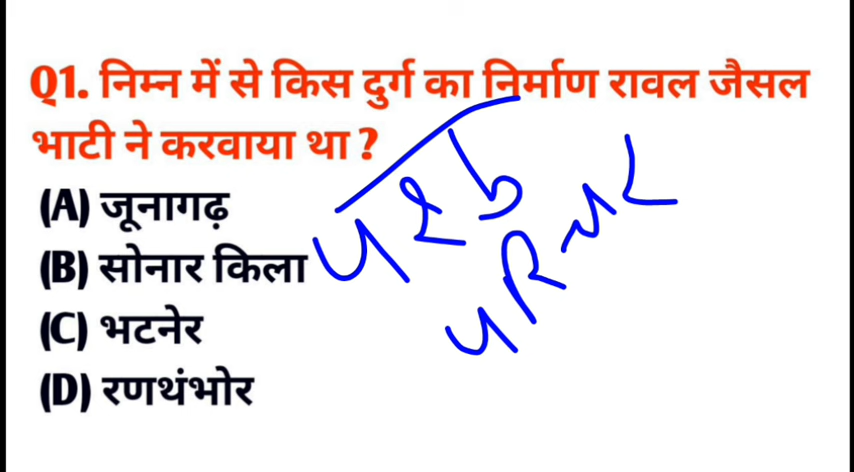 Q1. निम्न में से किस दुर्ग का निर्माण रावल जैसल
भाटी ने करवाया था ?
(A) जूनागढ़
(B) सोनार किला
(C) भटनेर
(D) रणथंभोर